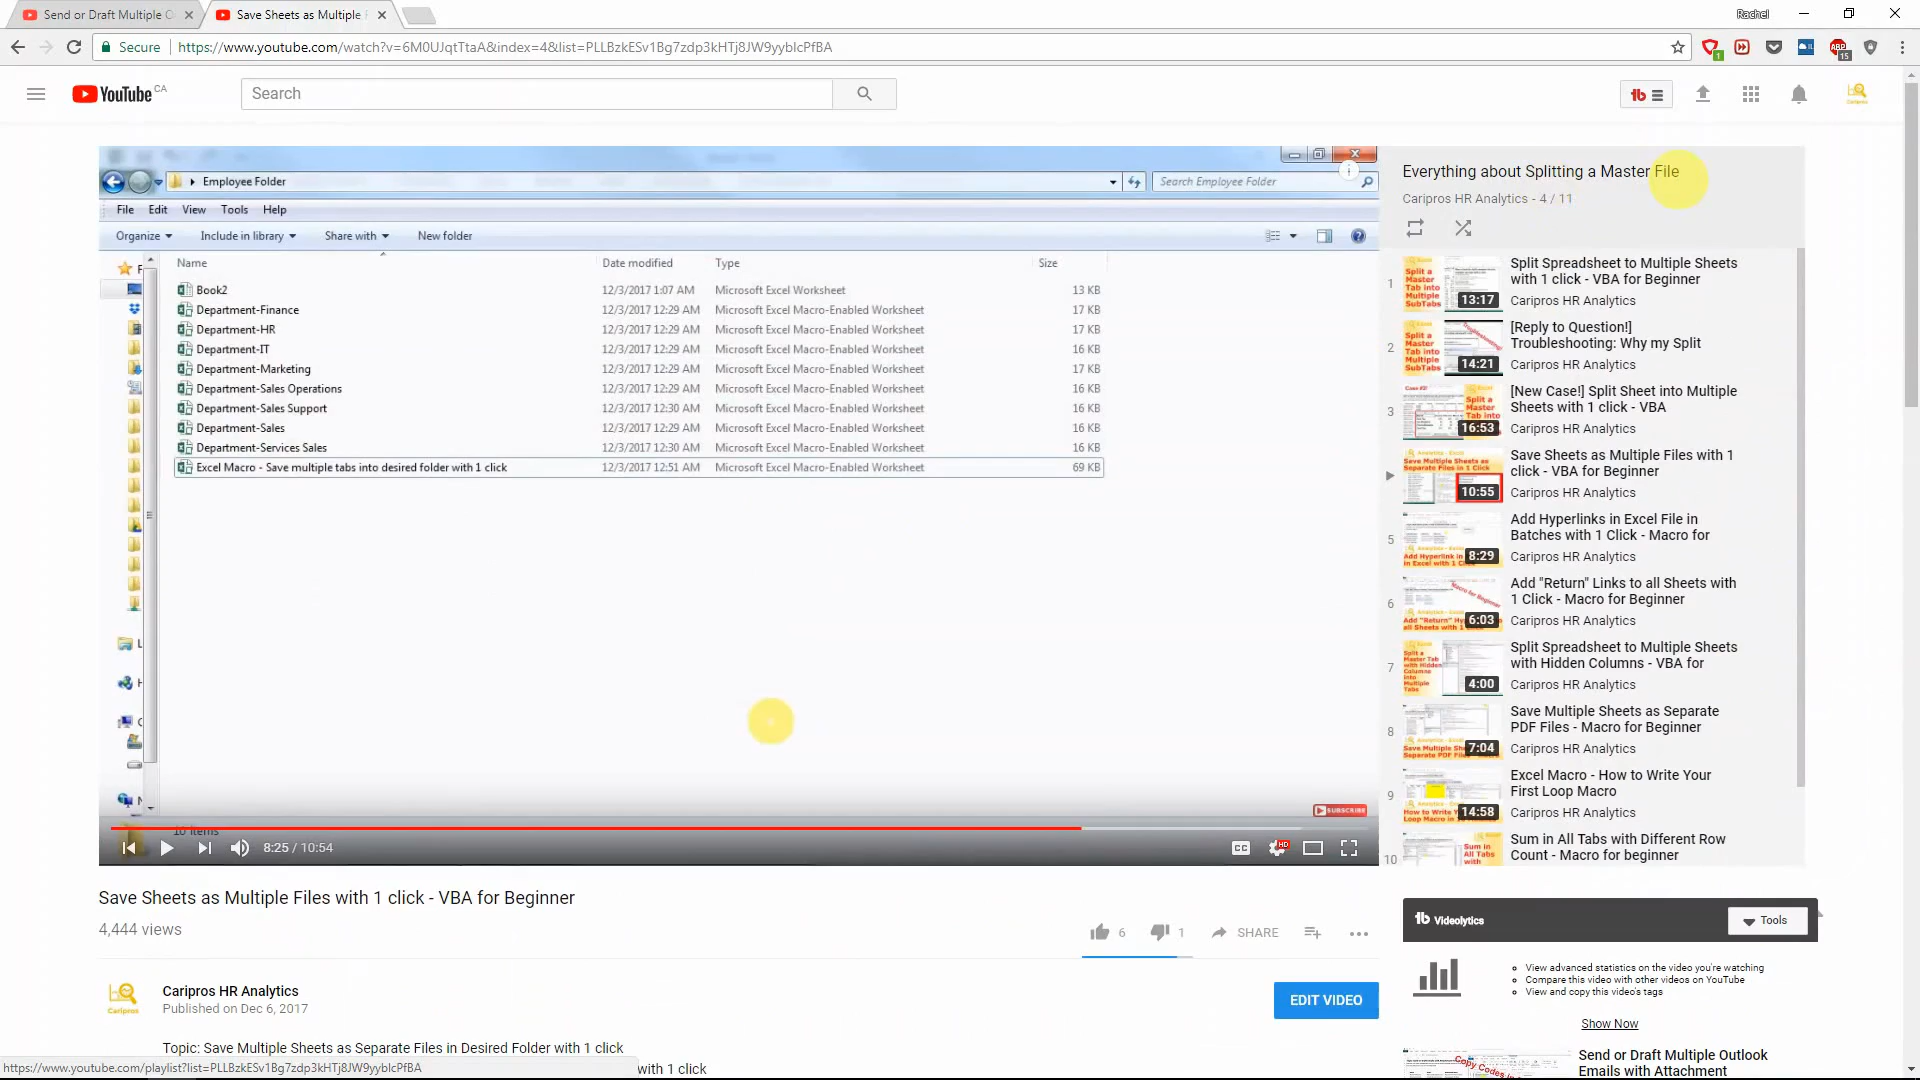 Send or Draft Multiple O
Save Sheets as Multiple
Rachel
Secure
https://www.youtube.com/watch?v=6M0UJqtTtaA&index=4&list=PLLBzkESv1Bg7zdp3kHTj8JW9yyblcPfBA
YouTube CA
Search
Employee Folder
Search Employee Folder
File Edit View Tools Help
Organize Include in library Share with New folder
Name Date modified Type Size
Book2 12/3/2017 1:07 AM Microsoft Excel Worksheet 13 KB
Department-Finance 12/3/2017 12:29 AM Microsoft Excel Macro-Enabled Worksheet 17 KB
Department-HR 12/3/2017 12:29 AM Microsoft Excel Macro-Enabled Worksheet 17 KB
Department-IT 12/3/2017 12:29 AM Microsoft Excel Macro-Enabled Worksheet 16 KB
Department-Marketing 12/3/2017 12:29 AM Microsoft Excel Macro-Enabled Worksheet 17 KB
Department-Sales Operations 12/3/2017 12:29 AM Microsoft Excel Macro-Enabled Worksheet 16 KB
Department-Sales Support 12/3/2017 12:30 AM Microsoft Excel Macro-Enabled Worksheet 16 KB
Department-Sales 12/3/2017 12:29 AM Microsoft Excel Macro-Enabled Worksheet 16 KB
Department-Services Sales 12/3/2017 12:30 AM Microsoft Excel Macro-Enabled Worksheet 16 KB
Excel Macro - Save multiple tabs into desired folder with 1 click 12/3/2017 12:51 AM Microsoft Excel Macro-Enabled Worksheet 69 KB
10 items
SUBSCRIBE
8:25 / 10:54
CC
HD
Save Sheets as Multiple Files with 1 click - VBA for Beginner
4,444 views
6 1 SHARE
Caripros HR Analytics
Published on Dec 6, 2017
EDIT VIDEO
Topic: Save Multiple Sheets as Separate Files in Desired Folder with 1 click
with 1 click
https://www.youtube.com/playlist?list=PLLBzkESv1Bg7zdp3kHTj8JW9yyblcPfBA
Everything about Splitting a Master File
Caripros HR Analytics - 4 / 11
1
13:17
Split Spreadsheet to Multiple Sheets
with 1 click - VBA for Beginner
Caripros HR Analytics
2
14:21
[Reply to Question!]
Troubleshooting: Why my Split
Caripros HR Analytics
3
16:53
[New Case!] Split Sheet into Multiple
Sheets with 1 click - VBA
Caripros HR Analytics
10:55
Save Sheets as Multiple Files with 1
click - VBA for Beginner
Caripros HR Analytics
5
8:29
Add Hyperlinks in Excel File in
Batches with 1 Click - Macro for
Caripros HR Analytics
6
6:03
Add "Return" Links to all Sheets with
1 Click - Macro for Beginner
Caripros HR Analytics
7
4:00
Split Spreadsheet to Multiple Sheets
with Hidden Columns - VBA for
Caripros HR Analytics
8
7:04
Save Multiple Sheets as Separate
PDF Files - Macro for Beginner
Caripros HR Analytics
9
14:58
Excel Macro - How to Write Your
First Loop Macro
Caripros HR Analytics
10
Sum in All Tabs with Different Row
Count - Macro for beginner
Videolytics
Tools
View advanced statistics on the video you're watching
Compare this video with other videos on YouTube
View and copy this video's tags
Show Now
Send or Draft Multiple Outlook
Emails with Attachment